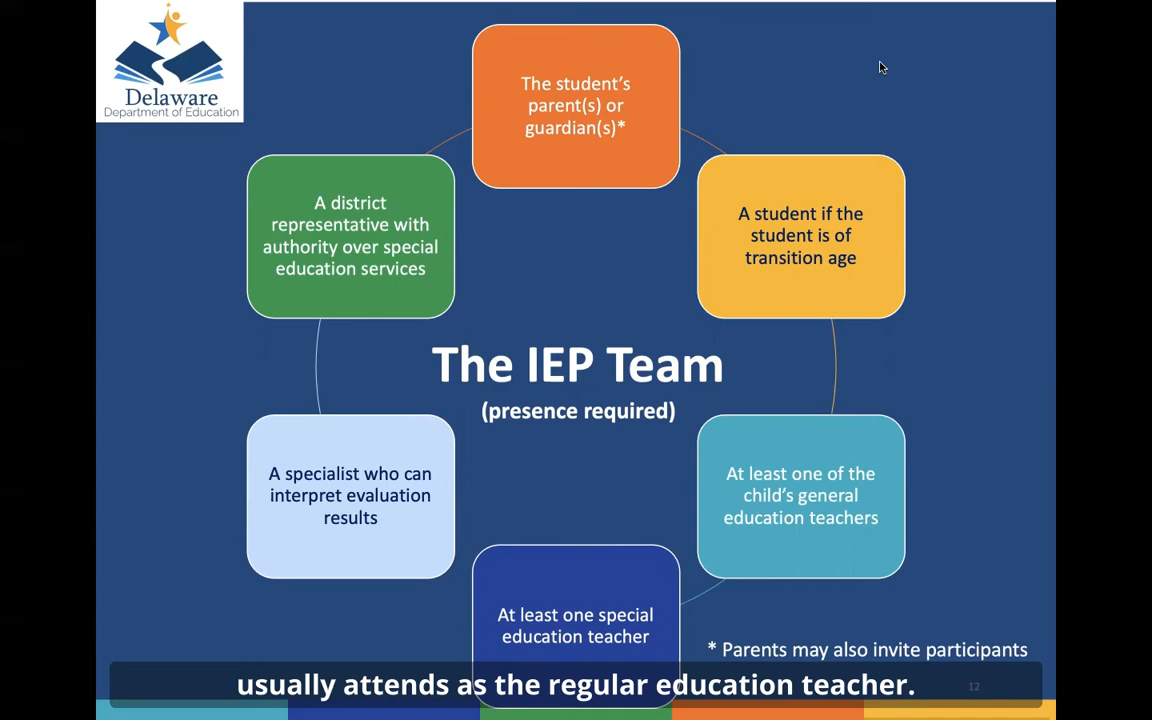 Delaware
Department of Education
The student’s
parent(s) or
guardian(s)*
A district
representative with
authority over special
education services
A student if the
student is of
transition age
The IEP Team
(presence required)
A specialist who can
interpret evaluation
results
At least one of the
child’s general
education teachers
At least one special
education teacher
* Parents may also invite participants
usually attends as the regular education teacher.
12